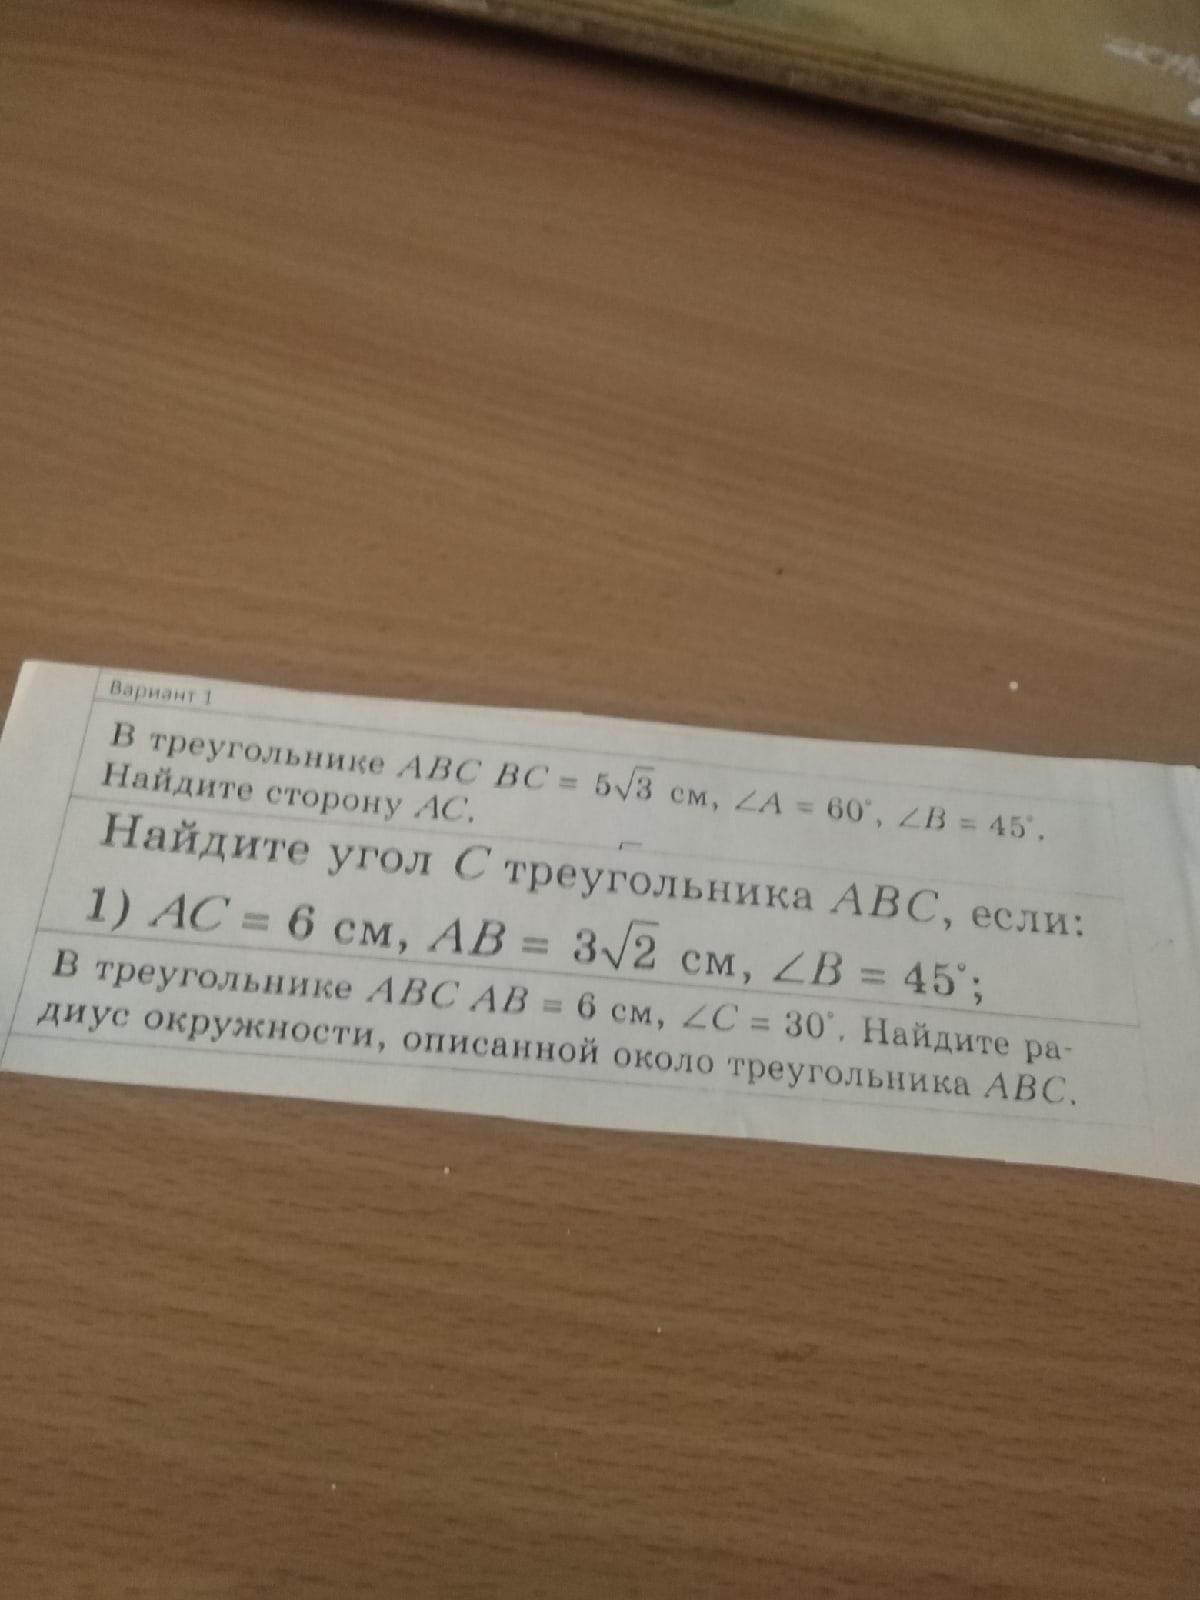 Вариант 1
В треугольнике ABC BC = 5√3 см, ∠A = 60°, ∠B = 45°.
Найдите сторону AC.
Найдите угол C треугольника ABC, если:
1) AC = 6 см, AB = 3√2 см, ∠B = 45°;
В треугольнике ABC AB = 6 см, ∠C = 30°. Найдите ра-
диус окружности, описанной около треугольника ABC.